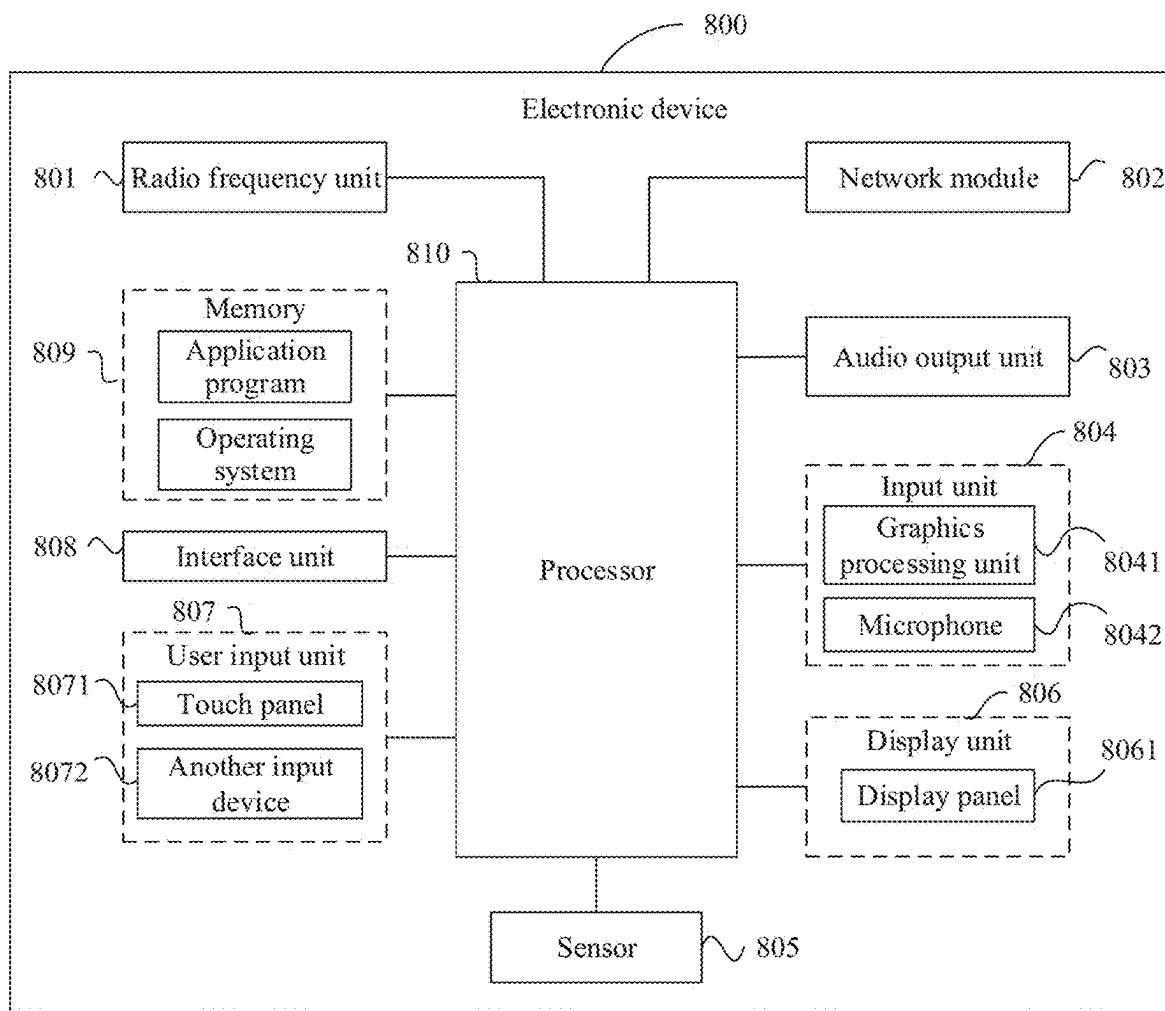 800
Electronic device
801
Radio frequency unit
Network module
802
810
Memory
809
Application
program
Operating
system
Audio output unit
803
804
Input unit
Graphics
processing unit
8041
Microphone
8042
808
Interface unit
Processor
807
User input unit
8071
Touch panel
8072
Another input
device
806
Display unit
8061
Display panel
Sensor
805